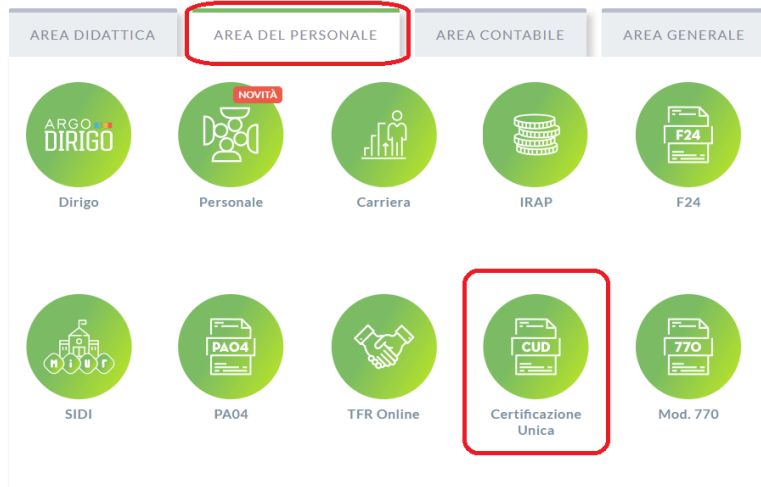 AREA DIDATTICA
AREA DEL PERSONALE
AREA CONTABILE
AREA GENERALE
ARGO
DIRIGO
NOVITÀ
F24
Dirigo
Personale
Carriera
IRAP
F24
MIUR
PA04
CUD
770
SIDI
PA04
TFR Online
Certificazione
Unica
Mod. 770